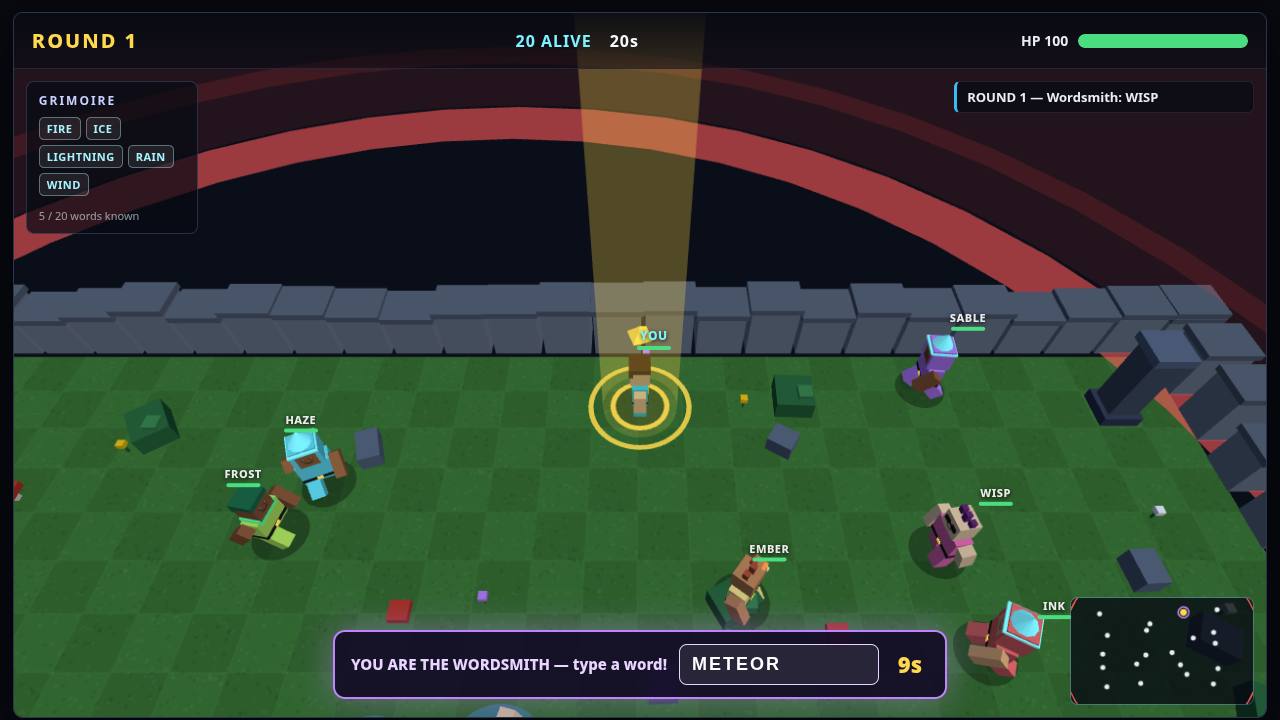 ROUND 1
20 ALIVE 20s
HP 100
GRIMOIRE
FIRE ICE
LIGHTNING RAIN
WIND
5 / 20 words known
ROUND 1 — Wordsmith: WISP
SABLE
YOU
HAZE
FROST
WISP
EMBER
INK
YOU ARE THE WORDSMITH — type a word! METEOR 9s